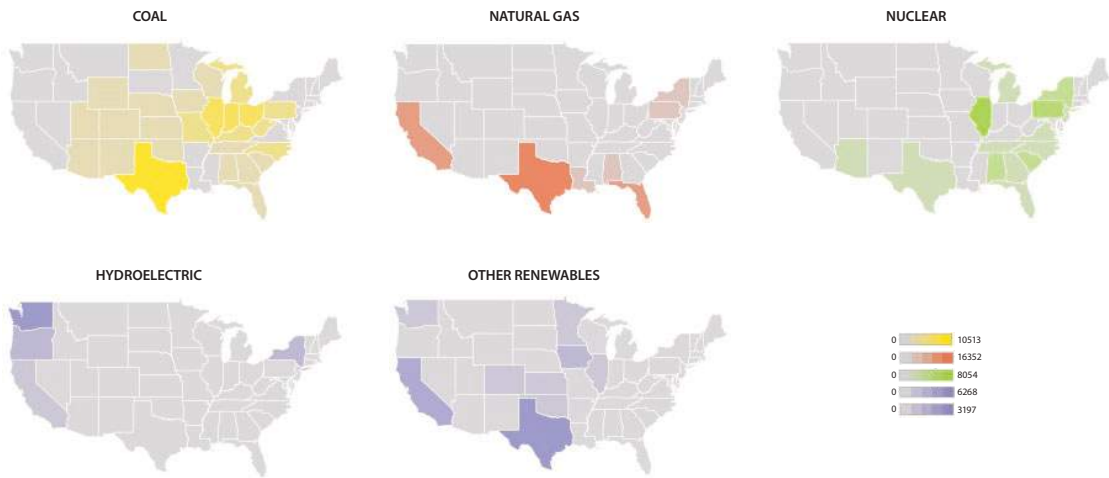 COAL
NATURAL GAS
NUCLEAR
HYDROELECTRIC
OTHER RENEWABLES
0 10513
0 16352
0 8054
0 6268
0 3197